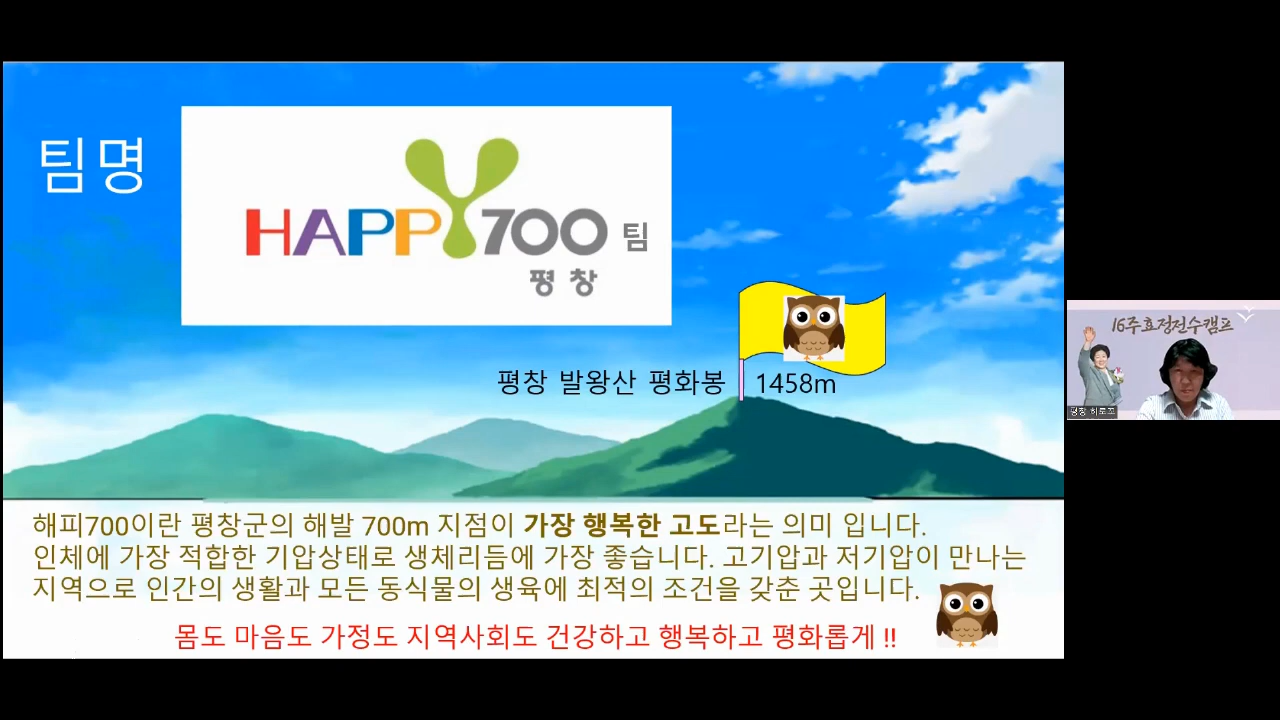 팀명
HAPPY700 팀
평창
평창 발왕산 평화봉 1458m
해피700이란 평창군의 해발 700m 지점이 가장 행복한 고도라는 의미 입니다.
인체에 가장 적합한 기압상태로 생체리듬에 가장 좋습니다. 고기압과 저기압이 만나는
지역으로 인간의 생활과 모든 동식물의 생육에 최적의 조건을 갖춘 곳입니다.
몸도 마음도 가정도 지역사회도 건강하고 행복하고 평화롭게 !!
16주효정전수캠프
평창